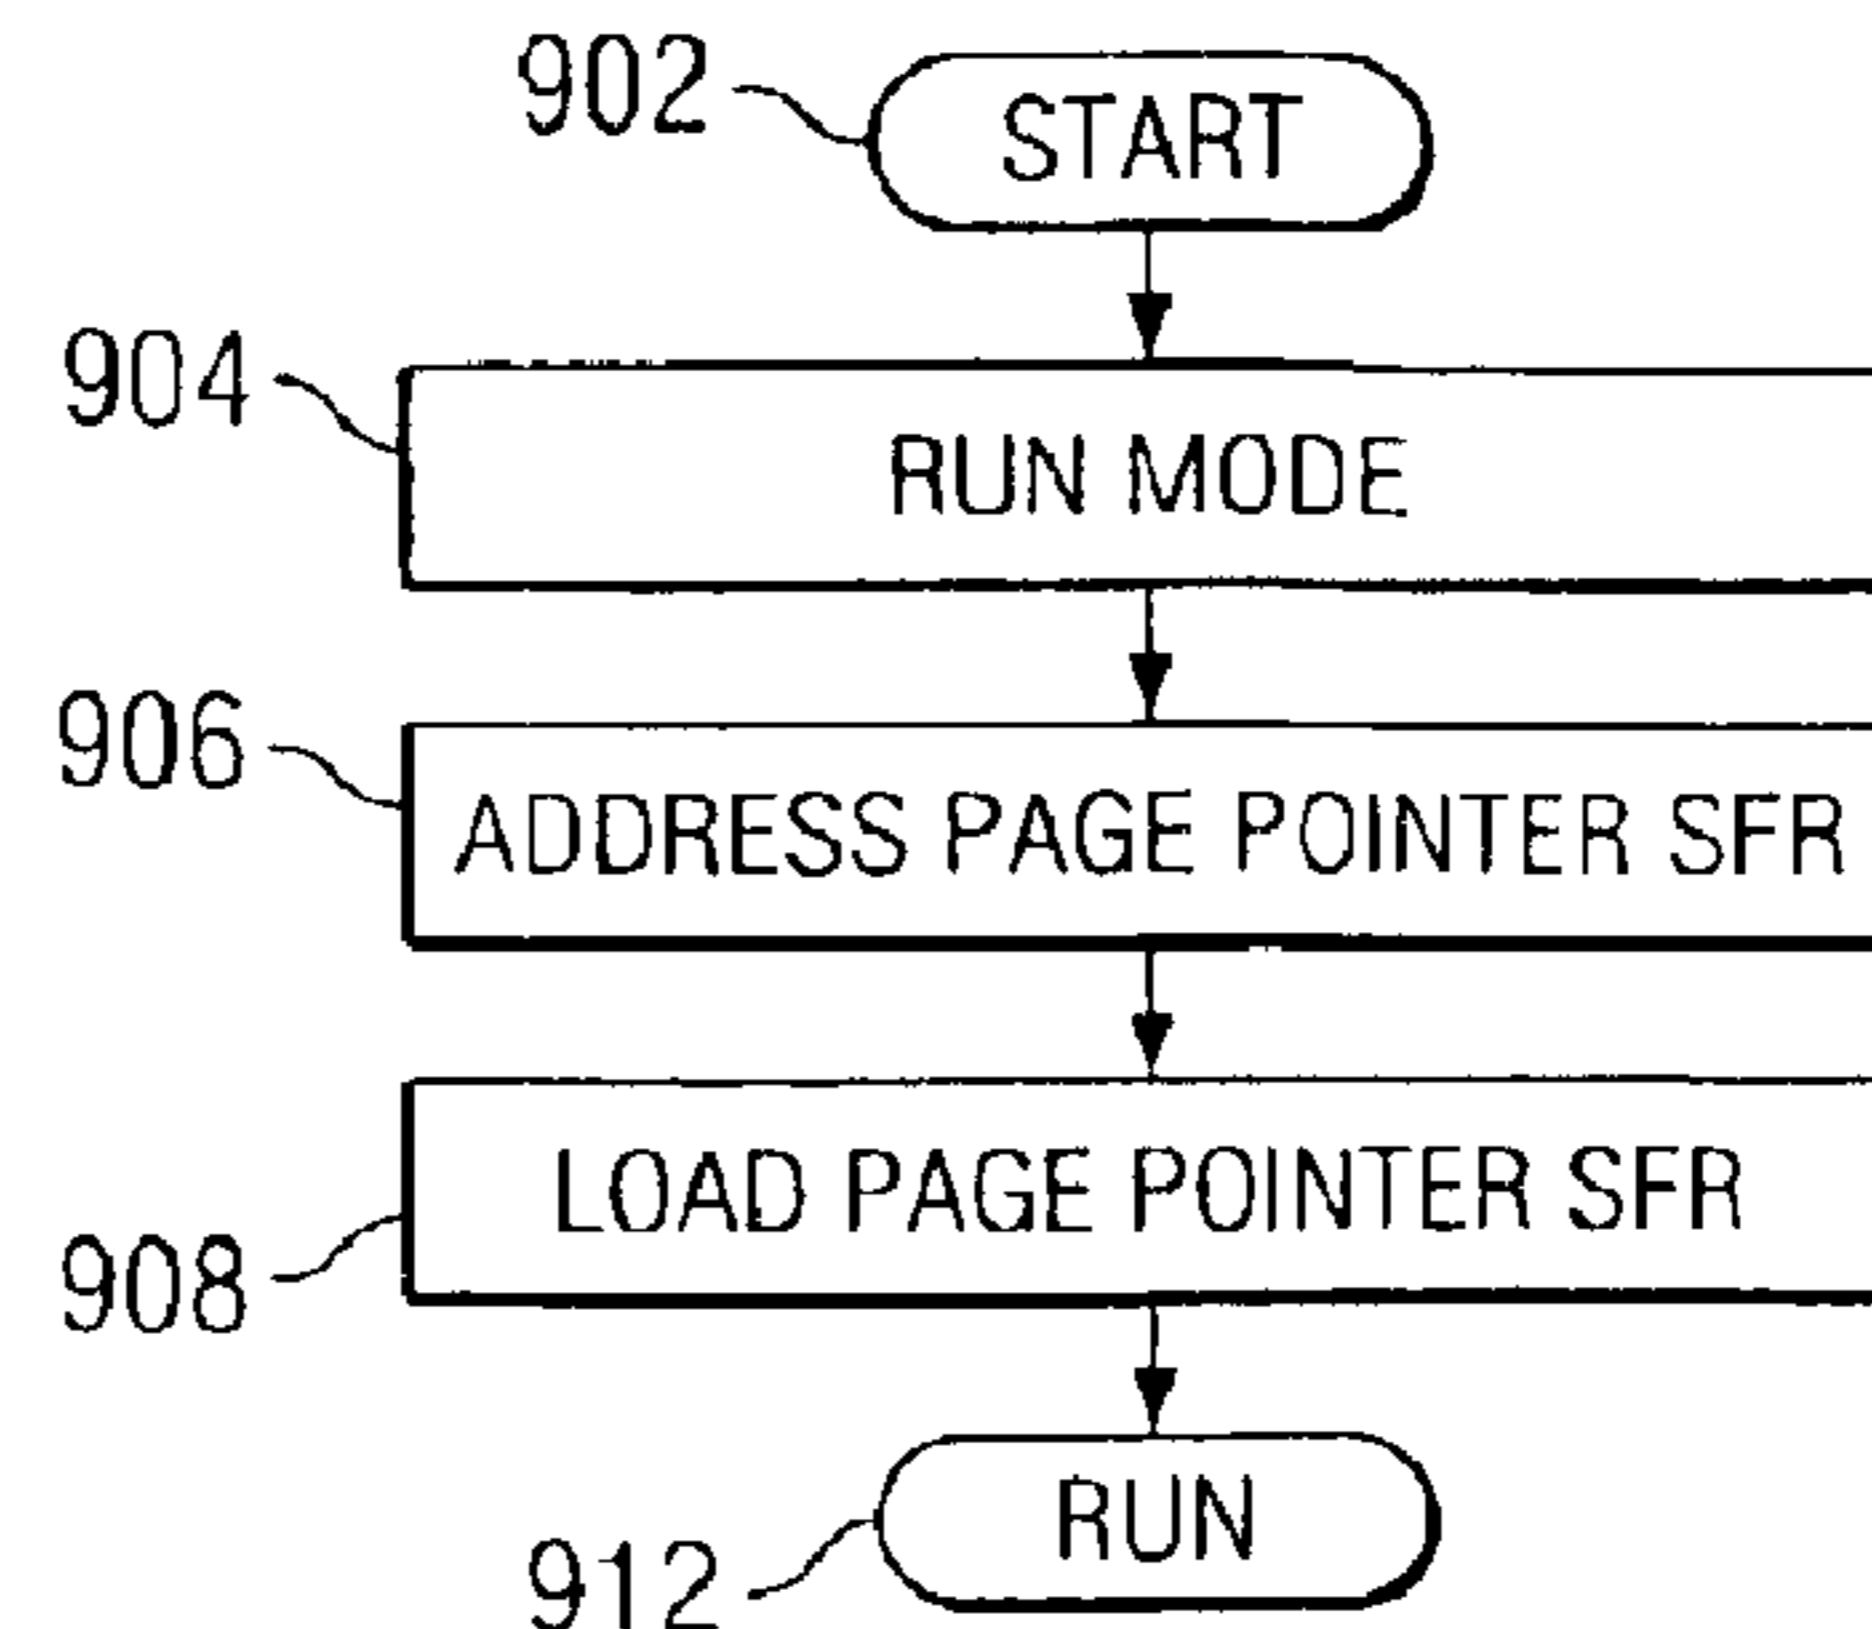 902
START
904
RUN MODE
906
ADDRESS PAGE POINTER SFR
LOAD PAGE POINTER SFR
908
RUN
912